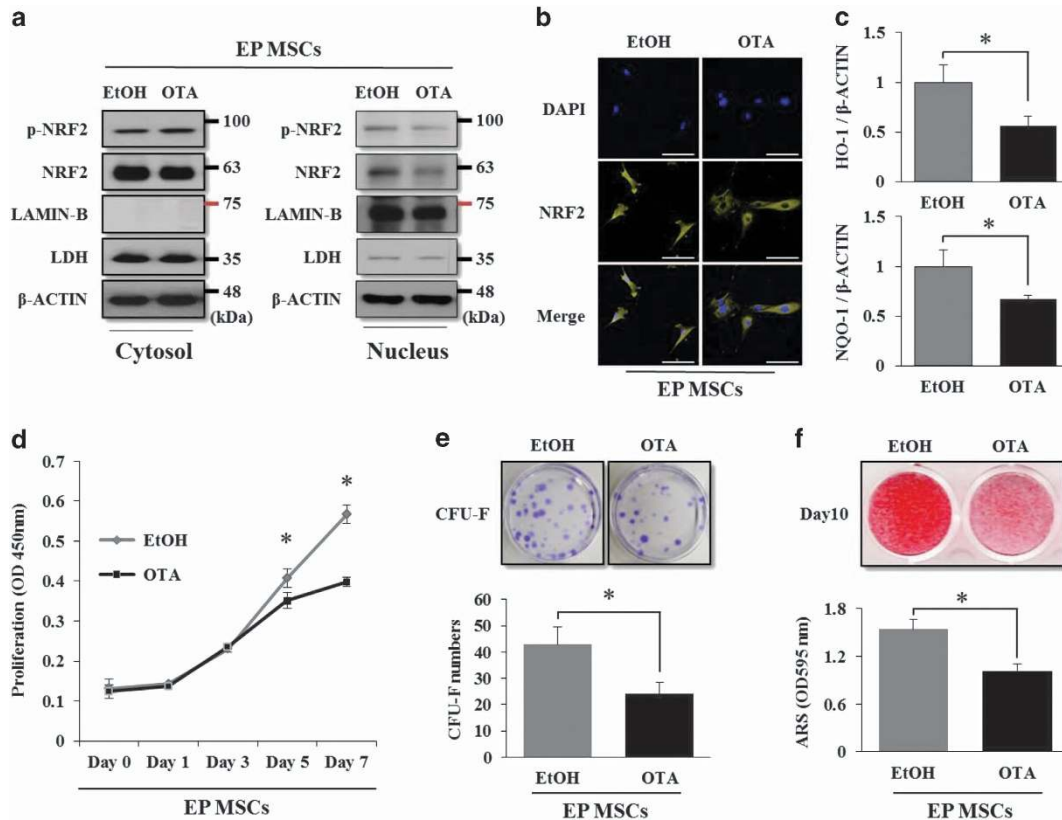 a
EP MSCs
EtOH OTA
p-NRF2
100
NRF2
63
LAMIN-B
75
LDH
35
β-ACTIN
48
(kDa)
Cytosol
EtOH OTA
p-NRF2
100
NRF2
63
LAMIN-B
75
LDH
35
β-ACTIN
48
(kDa)
Nucleus
b
EtOH OTA
DAPI
NRF2
Merge
EP MSCs
c
HO-1 / β-ACTIN
1.5
1
0.5
0
*
EtOH OTA
NQO-1 / β-ACTIN
1.5
1
0.5
0
*
EtOH OTA
d
Proliferation (OD 450nm)
0.7
0.6
0.5
0.4
0.3
0.2
0.1
0
EtOH
OTA
*
*
Day 0 Day 1 Day 3 Day 5 Day 7
EP MSCs
e
EtOH OTA
CFU-F
CFU-F numbers
60
50
40
30
20
10
0
*
EtOH OTA
EP MSCs
f
EtOH OTA
Day10
ARS (OD595 nm)
1.8
1.2
0.6
0
*
EtOH OTA
EP MSCs